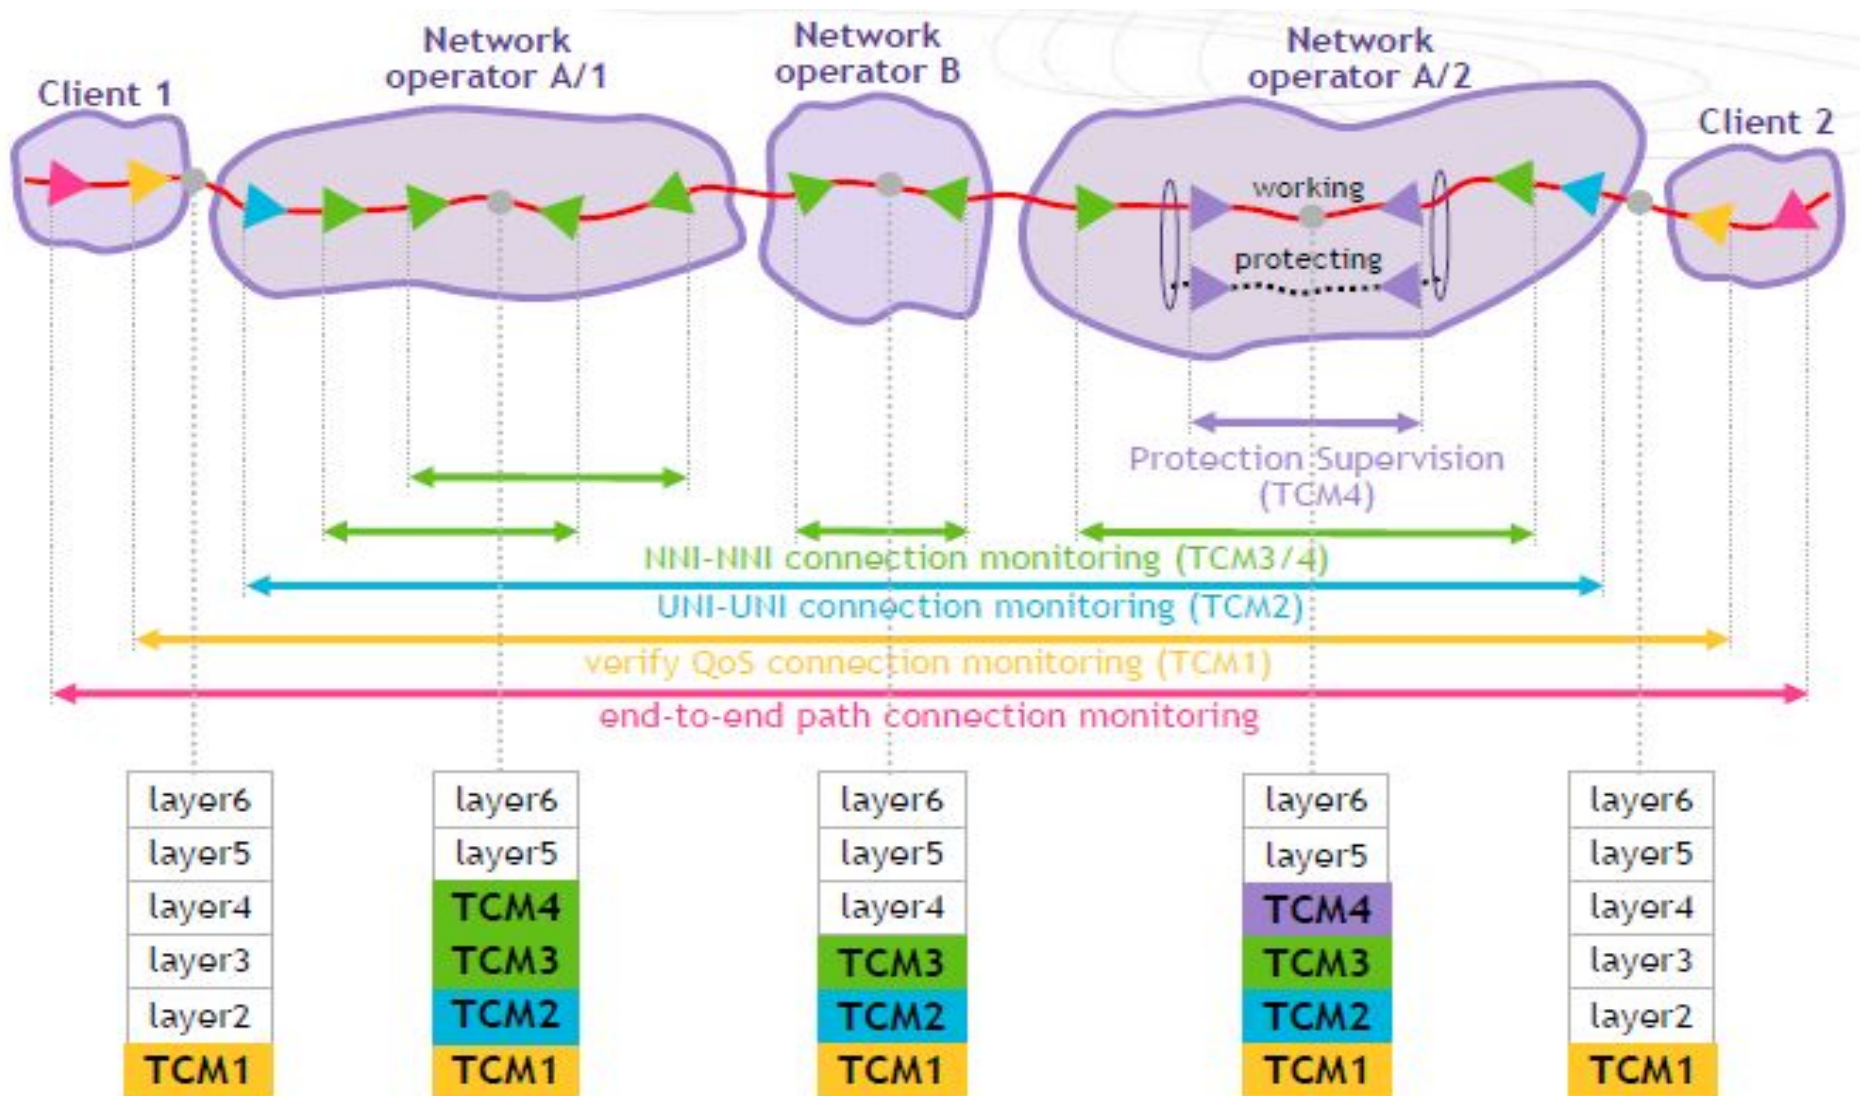 Client 1
Network
operator A/1
Network
operator B
Network
operator A/2
Client 2
working
protecting
Protection Supervision
(TCM4)
NNI-NNI connection monitoring (TCM3/4)
UNI-UNI connection monitoring (TCM2)
verify QoS connection monitoring (TCM1)
end-to-end path connection monitoring
layer6
layer5
layer4
layer3
layer2
TCM1
layer6
layer5
TCM4
TCM3
TCM2
TCM1
layer6
layer5
layer4
TCM3
TCM2
TCM1
layer6
layer5
TCM4
TCM3
TCM2
TCM1
layer6
layer5
layer4
layer3
layer2
TCM1